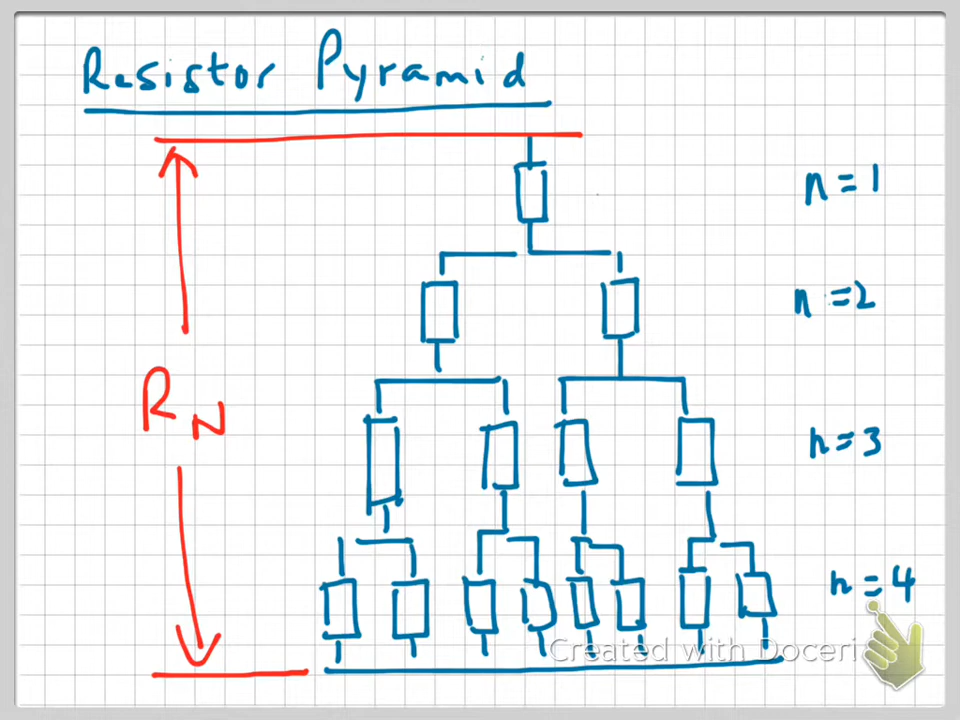 Resistor Pyramid
n = 1
n = 2
R_N
n = 3
n = 4
Created with Doceri